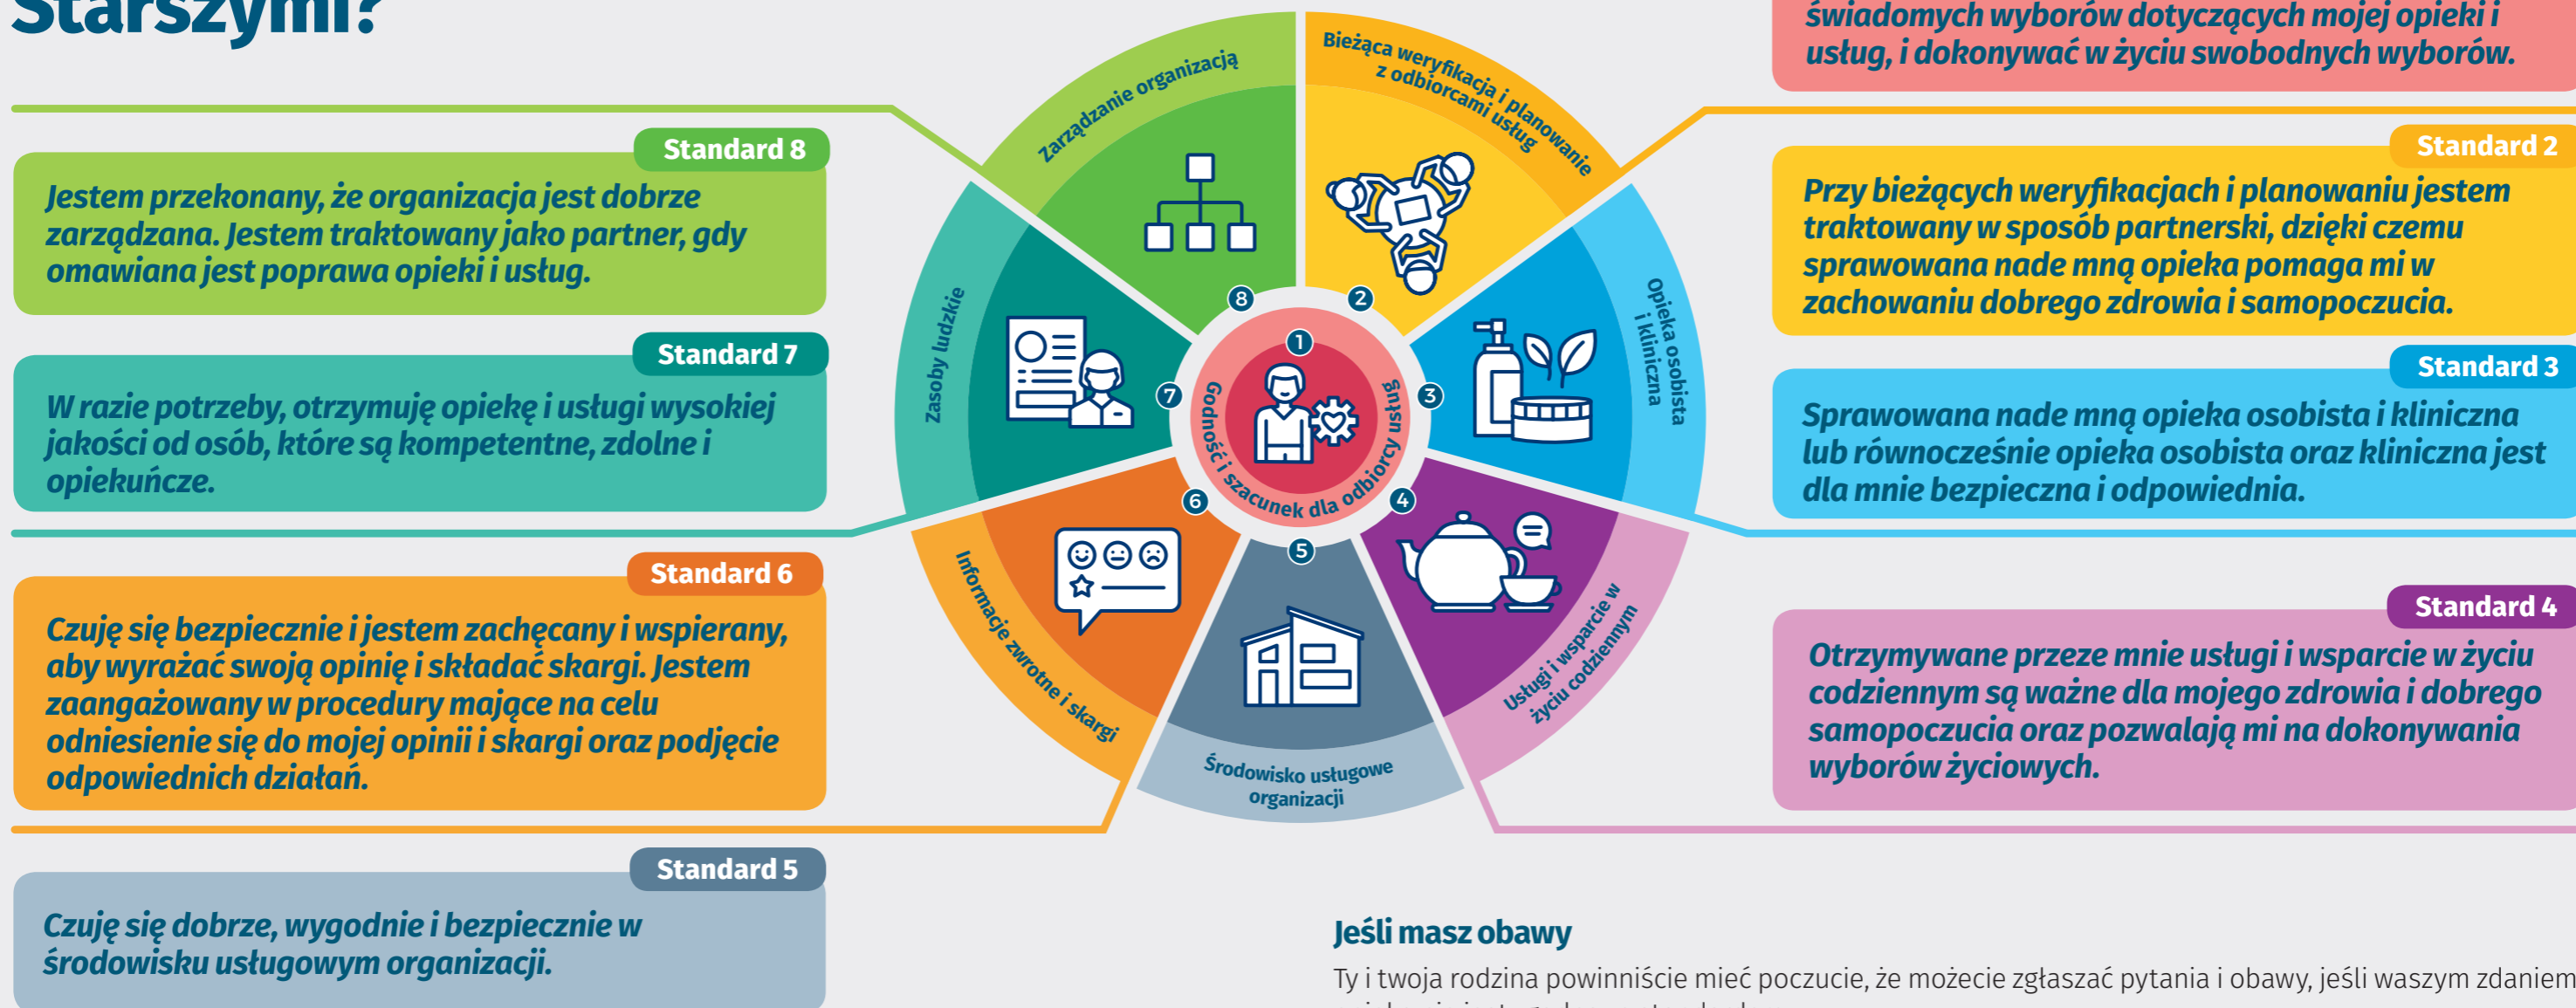 Starszymi?
Standard 8
Jestem przekonany, że organizacja jest dobrze
zarządzana. Jestem traktowany jako partner, gdy
omawiana jest poprawa opieki i usług.
Standard 7
W razie potrzeby, otrzymuję opiekę i usługi wysokiej
jakości od osób, które są kompetentne, zdolne i
opiekuńcze.
Standard 6
Czuję się bezpiecznie i jestem zachęcany i wspierany,
aby wyrażać swoją opinię i składać skargi. Jestem
zaangażowany w procedury mające na celu
odniesienie się do mojej opinii i skargi oraz podjęcie
odpowiednich działań.
Standard 5
Czuję się dobrze, wygodnie i bezpiecznie w
środowisku usługowym organizacji.
Zarządzanie organizacją
Bieżąca weryfikacja i planowanie
z odbiorcami usług
Opieka osobista
i kliniczna
Usługi i wsparcie w
życiu codziennym
Środowisko usługowe
organizacji
Informacje zwrotne i skargi
Zasoby ludzkie
8
2
1
7
3
6
4
5
Godność i szacunek dla odbiorcy usług
świadomych wyborów dotyczących mojej opieki i
usług, i dokonywać w życiu swobodnych wyborów.
Standard 2
Przy bieżących weryfikacjach i planowaniu jestem
traktowany w sposób partnerski, dzięki czemu
sprawowana nade mną opieka pomaga mi w
zachowaniu dobrego zdrowia i samopoczucia.
Standard 3
Sprawowana nade mną opieka osobista i kliniczna
lub równocześnie opieka osobista oraz kliniczna jest
dla mnie bezpieczna i odpowiednia.
Standard 4
Otrzymywane przeze mnie usługi i wsparcie w życiu
codziennym są ważne dla mojego zdrowia i dobrego
samopoczucia oraz pozwalają mi na dokonywania
wyborów życiowych.
Jeśli masz obawy
Ty i twoja rodzina powinniście mieć poczucie, że możecie zgłaszać pytania i obawy, jeśli waszym zdaniem